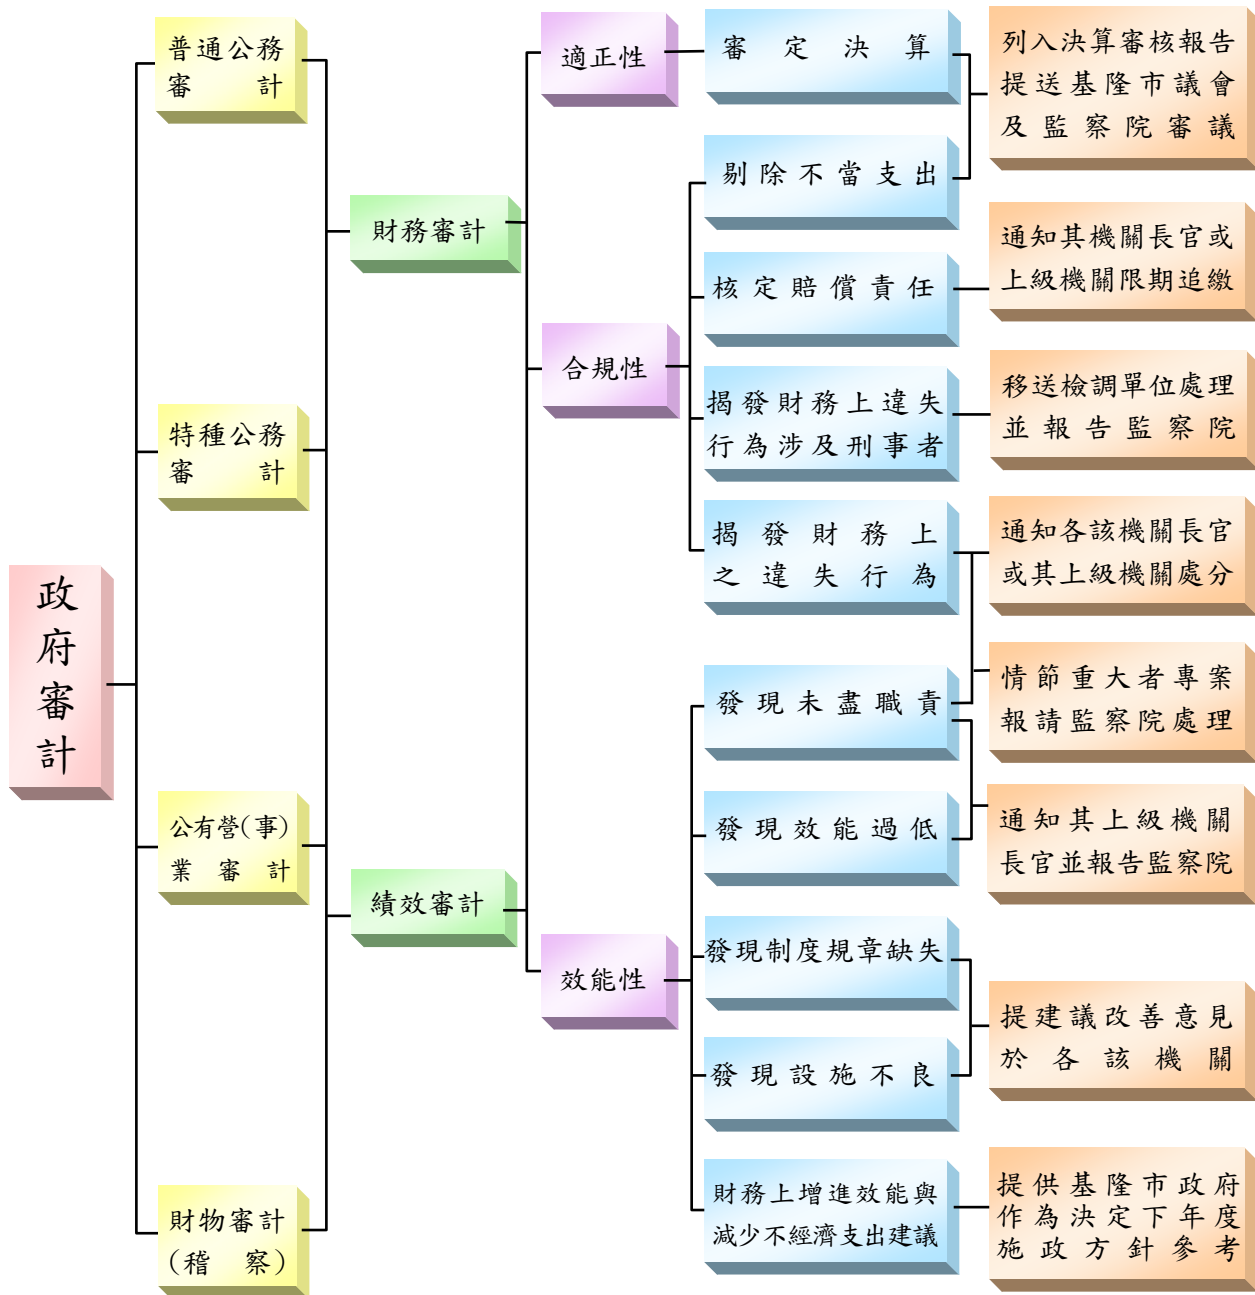 政府審計
普通公務
審計
特種公務
審計
公有營(事)
業審計
財物審計
(稽察)
財務審計
績效審計
適正性
合規性
效能性
審定決算
剔除不當支出
核定賠償責任
揭發財務上違失
行為涉及刑事者
揭發財務上
之違失行為
發現未盡職責
發現效能過低
發現制度規章缺失
發現設施不良
財務上增進效能與
減少不經濟支出建議
列入決算審核報告
提送基隆市議會
及監察院審議
通知其機關長官或
上級機關限期追繳
移送檢調單位處理
並報告監察院
通知各該機關長官
或其上級機關處分
情節重大者專案
報請監察院處理
通知其上級機關
長官並報告監察院
提建議改善意見
於各該機關
提供基隆市政府
作為決定下年度
施政方針參考